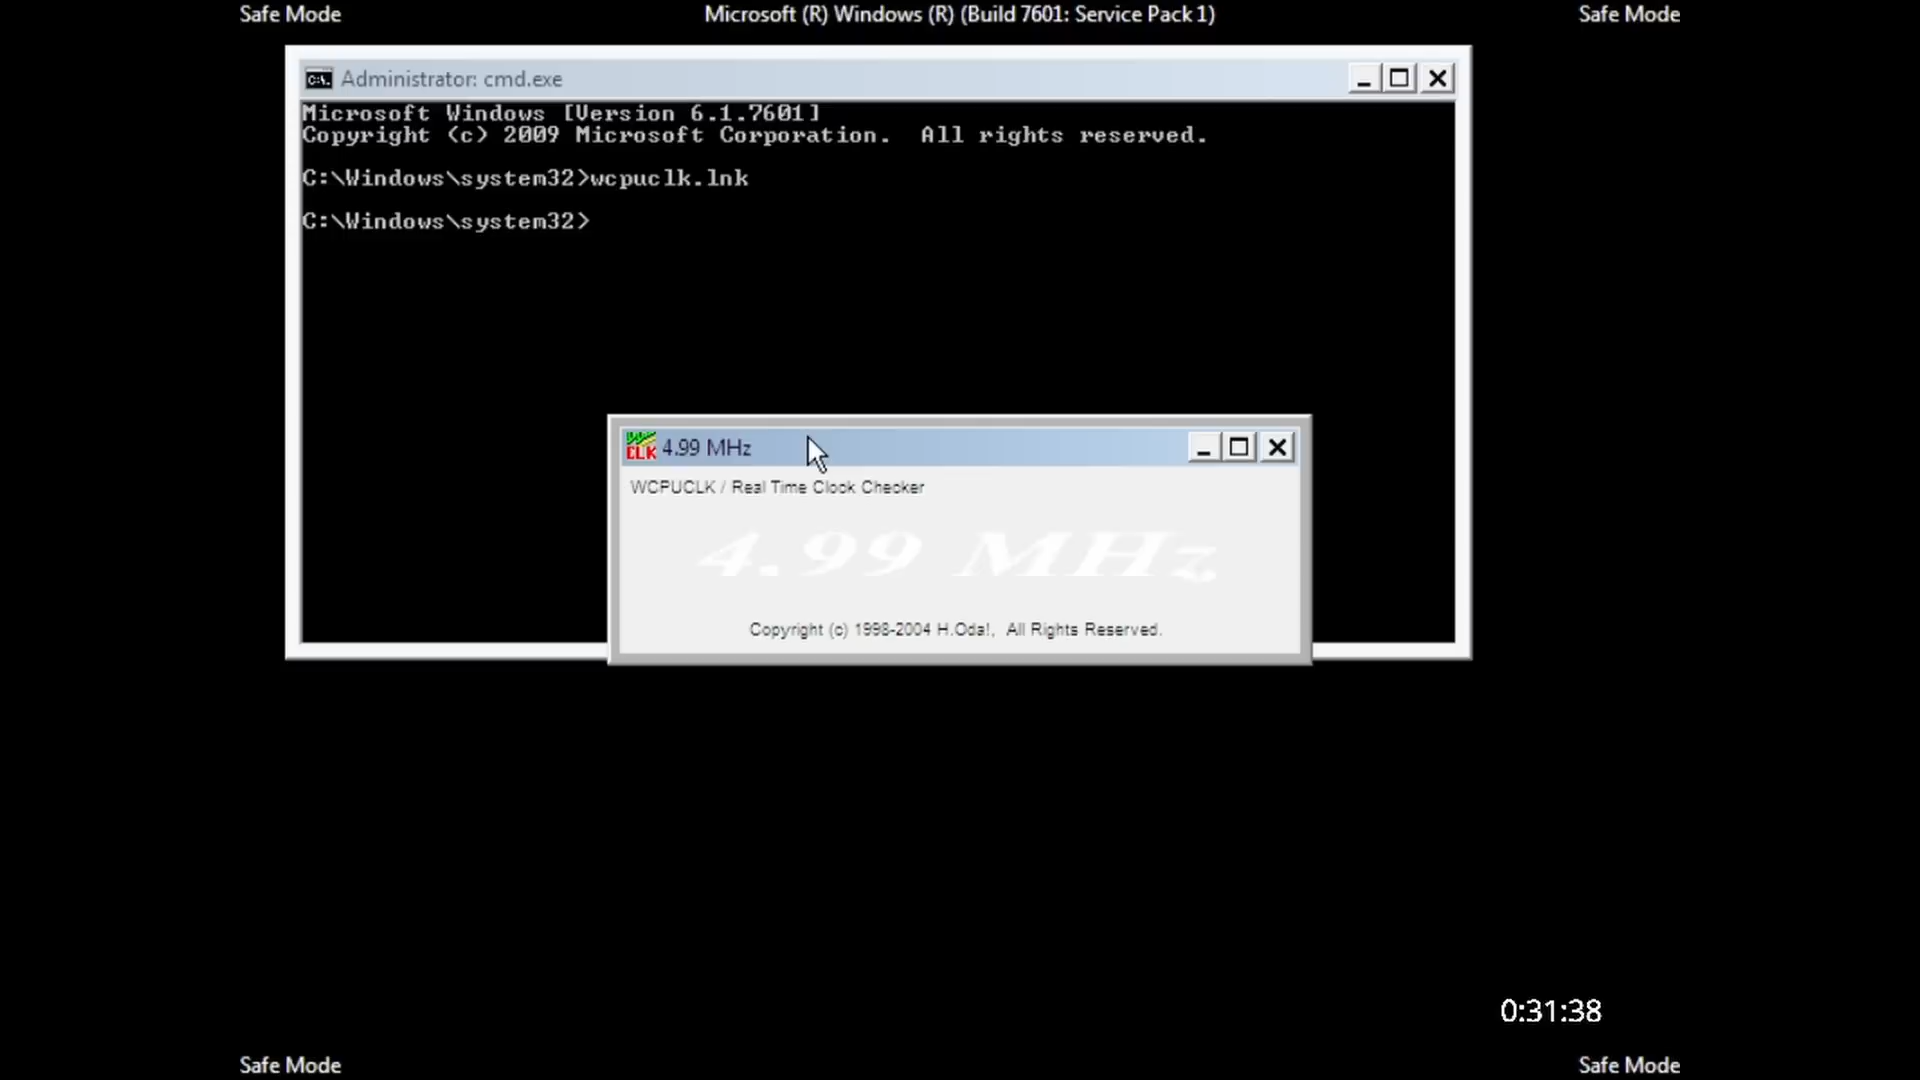 Safe Mode
Microsoft (R) Windows (R) (Build 7601: Service Pack 1)
Safe Mode
Administrator: cmd.exe
Microsoft Windows [Version 6.1.7601]
Copyright (c) 2009 Microsoft Corporation.  All rights reserved.
C:\Windows\system32>wcpuclk.lnk
C:\Windows\system32>
4.99 MHz
WCPUCLK / Real Time Clock Checker
4.99 MHz
Copyright (c) 1998-2004 H.Oda!,  All Rights Reserved.
0:31:38
Safe Mode
Safe Mode